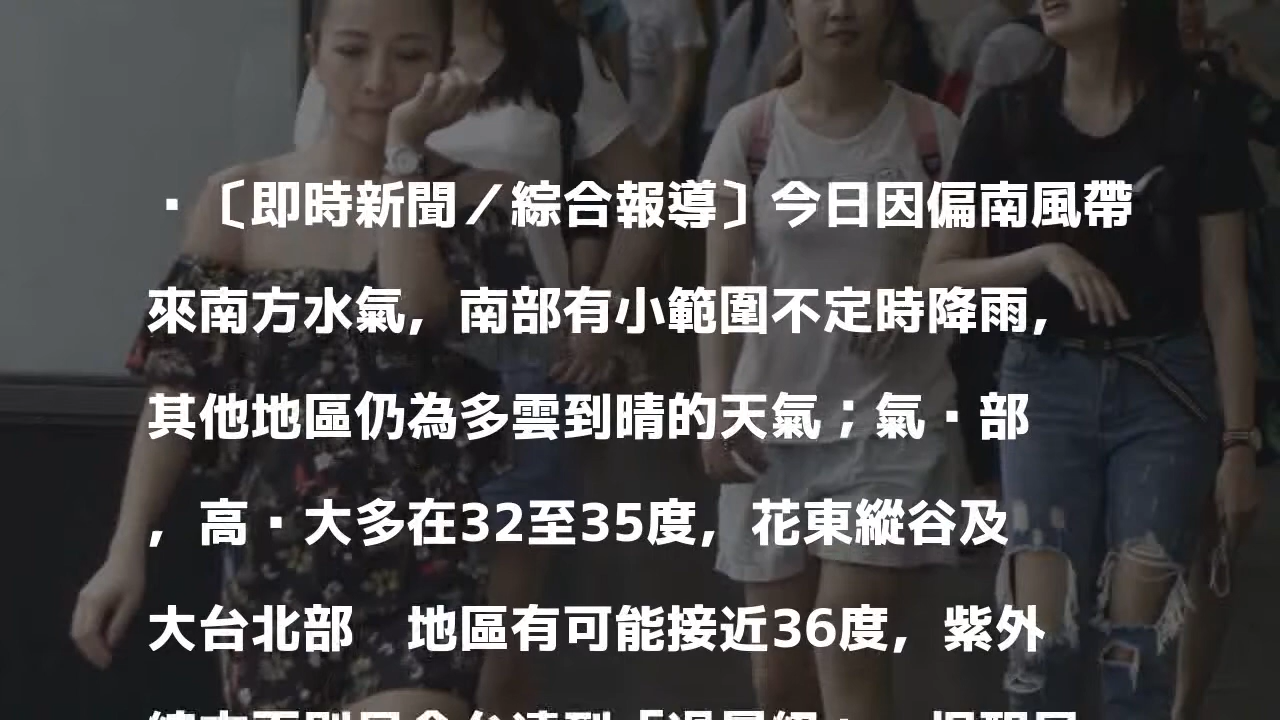 ▪〔即時新聞／綜合報導〕今日因偏南風帶
來南方水氣，南部有小範圍不定時降雨，
其他地區仍為多雲到晴的天氣；氣▪部
，高▪大多在32至35度，花東縱谷及
大台北部　地區有可能接近36度，紫外